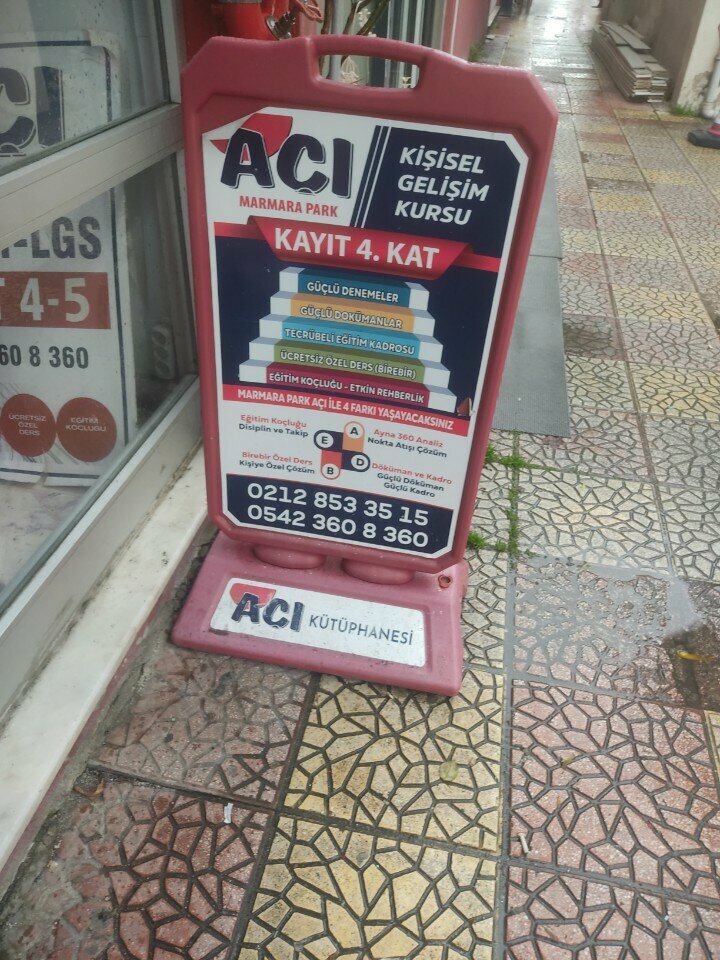 AÇI
MARMARA PARK
KİŞİSEL
GELİŞİM
KURSU
KAYIT 4. KAT
GÜÇLÜ DENEMELER
GÜÇLÜ DOKÜMANLAR
TECRÜBELİ EĞİTİM KADROSU
ÜCRETSİZ ÖZEL DERS (BİREBİR)
EĞİTİM KOÇLUĞU - ETKİN REHBERLİK
MARMARA PARK AÇI İLE 4 FARKI YAŞAYACAKSINIZ
Eğitim Koçluğu
Disiplin ve Takip
A
Ayna 360 Analiz
Nokta Atışı Çözüm
E
Birebir Özel Ders
Kişiye Özel Çözüm
B
D
Döküman ve Kadro
Güçlü Döküman
Güçlü Kadro
0212 853 35 15
0542 360 8 360
AÇI KÜTÜPHANESİ
ÇI
-LGS
4-5
60 8 360
ÜCRETSİZ
ÖZEL
DERS
EĞİTİM
KOÇLUĞU